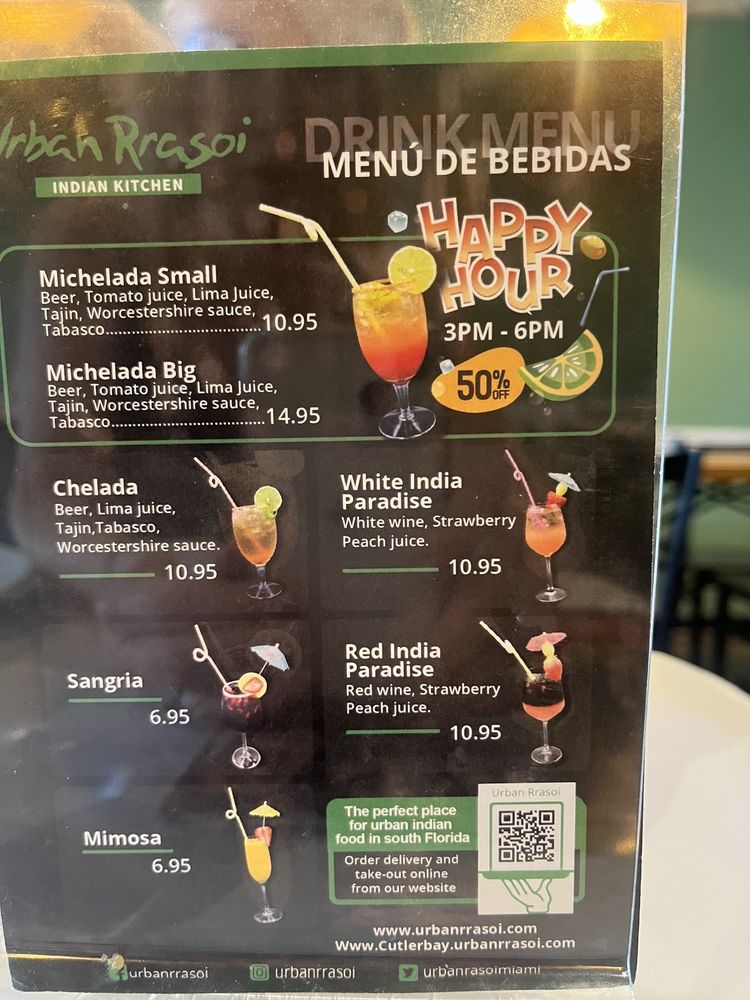 Urban Rrasoi
INDIAN KITCHEN
DRINK MENU
MENÚ DE BEBIDAS
HAPPY
HOUR
3PM - 6PM
50%
OFF
Michelada Small
Beer, Tomato juice, Lima Juice,
Tajin, Worcestershire sauce,
Tabasco..................................10.95
Michelada Big
Beer, Tomato juice, Lima Juice,
Tajin, Worcestershire sauce,
Tabasco..................................14.95
Chelada
Beer, Lima juice,
Tajin,Tabasco,
Worcestershire sauce.
10.95
White India
Paradise
White wine, Strawberry
Peach juice.
10.95
Sangria
6.95
Red India
Paradise
Red wine, Strawberry
Peach juice.
10.95
Mimosa
6.95
The perfect place
for urban indian
food in south Florida
Order delivery and
take-out online
from our website
Urban Rrasoi
www.urbanrrasoi.com
Www.Cutlerbay.urbanrrasoi.com
urbanrrasoi
urbanrrasoi
urbanrrasoimiami